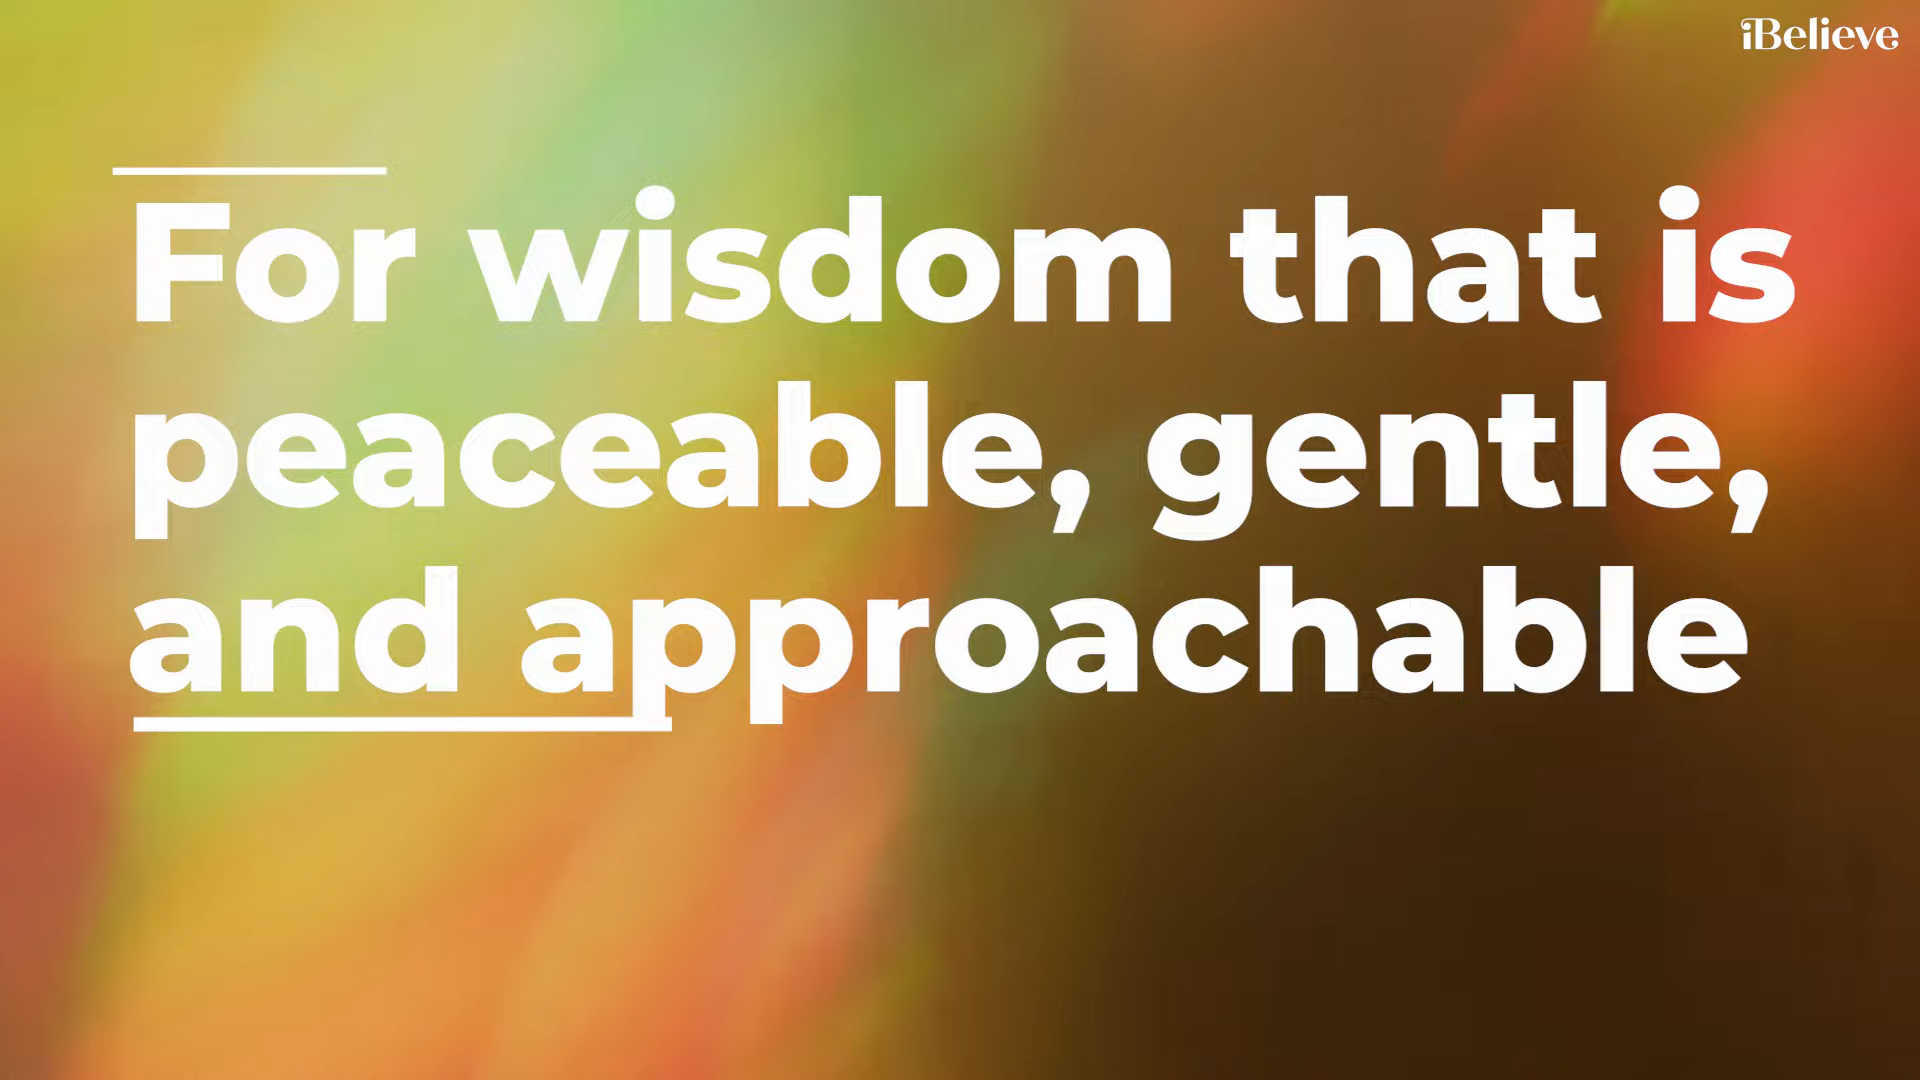 iBelieve
For wisdom that is
peaceable, gentle,
and approachable